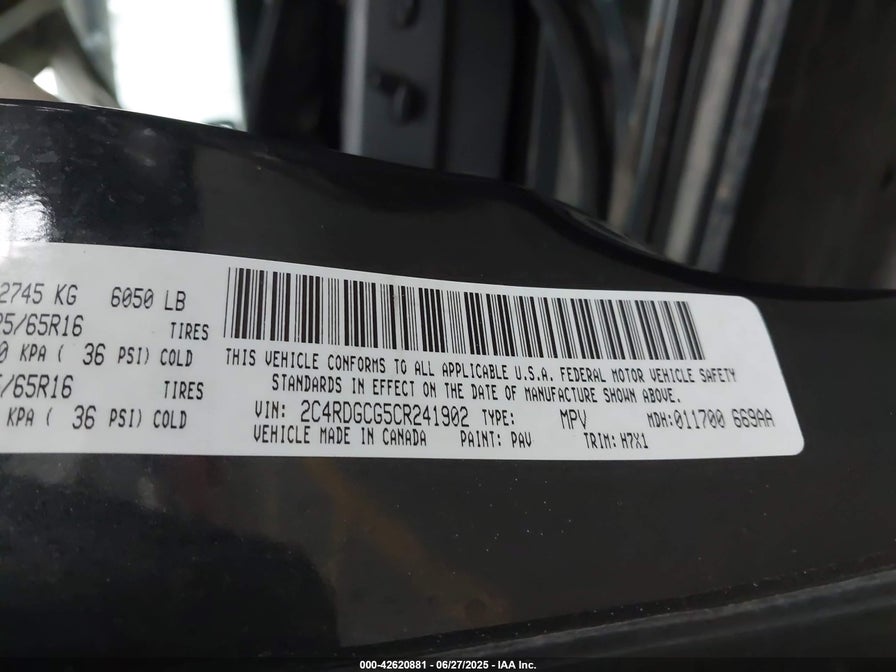 2745 KG 6050 LB
5/65R16 TIRES
0 KPA ( 36 PSI) COLD
/65R16 TIRES
KPA ( 36 PSI) COLD
THIS VEHICLE CONFORMS TO ALL APPLICABLE U.S.A. FEDERAL MOTOR VEHICLE SAFETY
STANDARDS IN EFFECT ON THE DATE OF MANUFACTURE SHOWN ABOVE.
VIN: 2C4RDGCG5CR241902 TYPE: MPV MDH:011700 669AA
VEHICLE MADE IN CANADA PAINT: PAV TRIM: H7X1
000-42620881 - 06/27/2025 - IAA Inc.